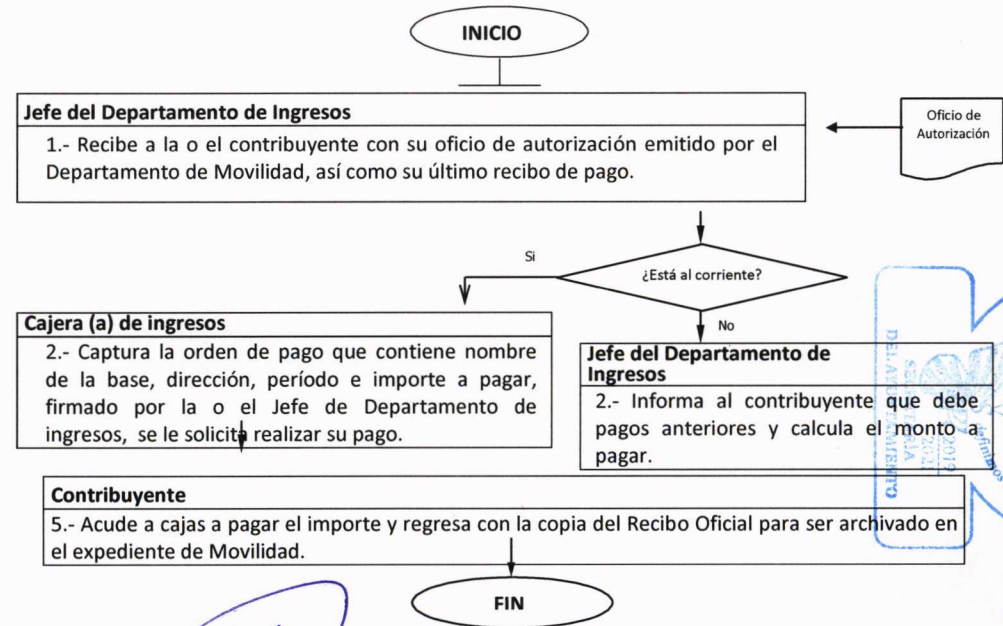 INICIO
Jefe del Departamento de Ingresos
1.- Recibe a la o el contribuyente con su oficio de autorización emitido por el
Departamento de Movilidad, así como su último recibo de pago.
Oficio de
Autorización
¿Está al corriente?
Si
No
Cajera (a) de ingresos
2.- Captura la orden de pago que contiene nombre
de la base, dirección, período e importe a pagar,
firmado por la o el Jefe de Departamento de
ingresos, se le solicita realizar su pago.
Jefe del Departamento de
Ingresos
2.- Informa al contribuyente que debe
pagos anteriores y calcula el monto a
pagar.
Contribuyente
5.- Acude a cajas a pagar el importe y regresa con la copia del Recibo Oficial para ser archivado en
el expediente de Movilidad.
FIN
2019
2021
SECRETARIA
DEL AYUNTAMIENTO